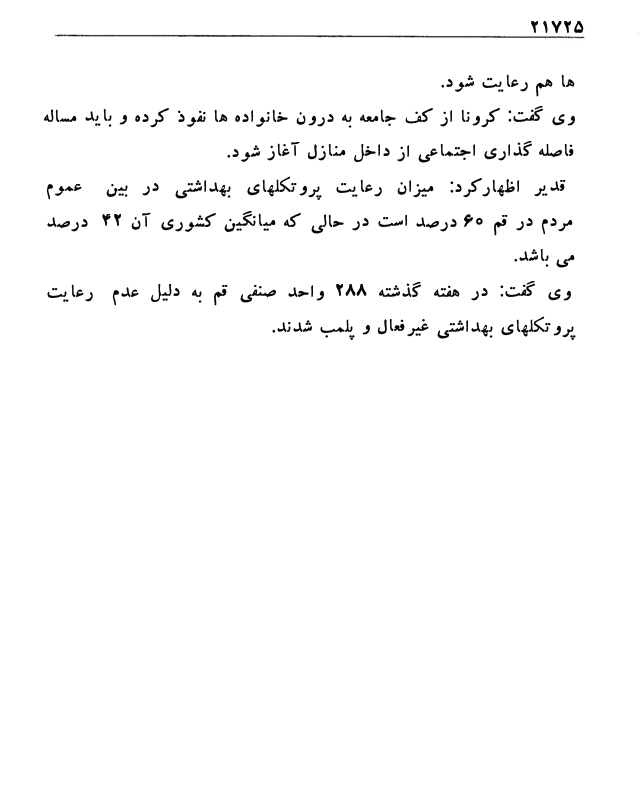 ۲۱۷۲۵
ها هم رعایت شود.
وی گفت: کرونا از کف جامعه به درون خانواده ها نفوذ کرده و باید مساله
فاصله گذاری اجتماعی از داخل منازل آغاز شود.
قدیر اظهارکرد: میزان رعایت پروتکلهای بهداشتی در بین عموم
مردم در قم ۶۰ درصد است در حالی که میانگین کشوری آن ۴۲ درصد
می باشد.
وی گفت: در هفته گذشته ۲۸۸ واحد صنفی قم به دلیل عدم رعایت
پروتکلهای بهداشتی غیرفعال و پلمب شدند.